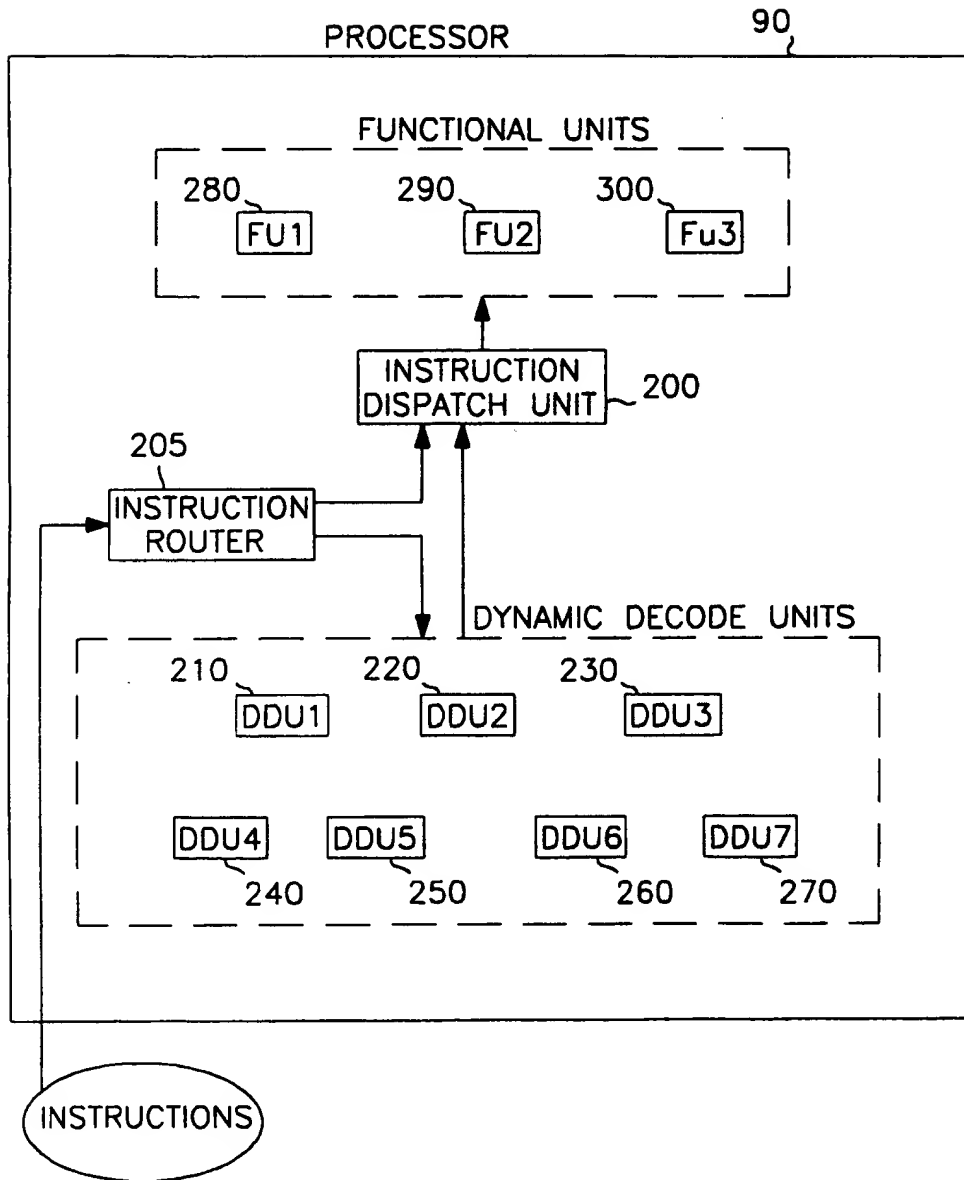 PROCESSOR
90
FUNCTIONAL UNITS
280
290
300
FU1
FU2
Fu3
INSTRUCTION
DISPATCH UNIT
200
205
INSTRUCTION
ROUTER
DYNAMIC DECODE UNITS
210
220
230
DDU1
DDU2
DDU3
DDU4
DDU5
DDU6
DDU7
240
250
260
270
INSTRUCTIONS